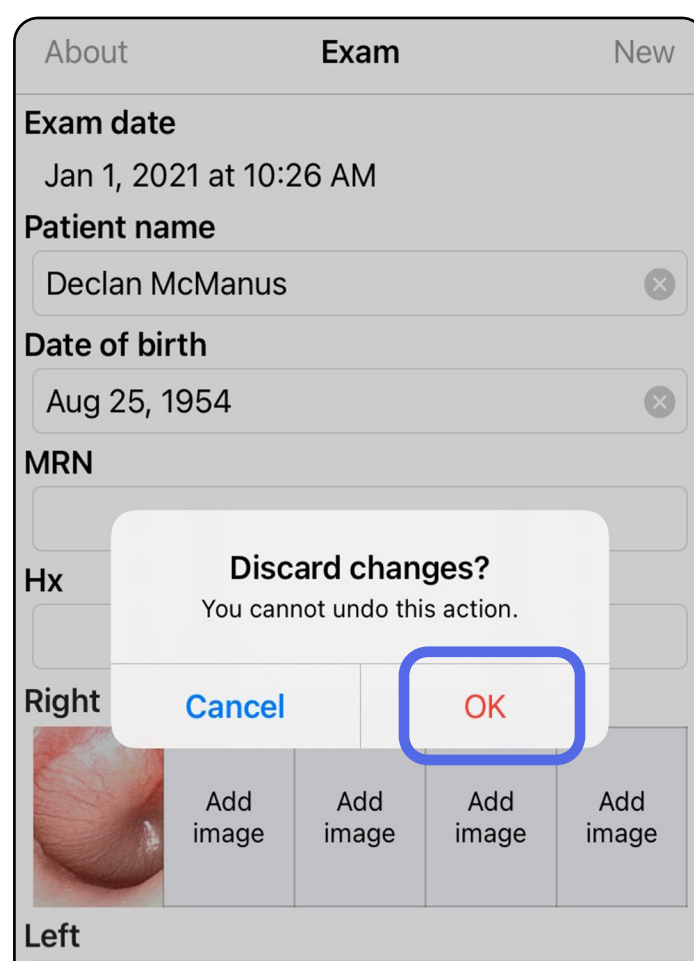 About Exam New
Exam date
Jan 1, 2021 at 10:26 AM
Patient name
Declan McManus
Date of birth
Aug 25, 1954
MRN
Hx
Discard changes?
You cannot undo this action.
Cancel OK
Right
Add image Add image Add image Add image
Left